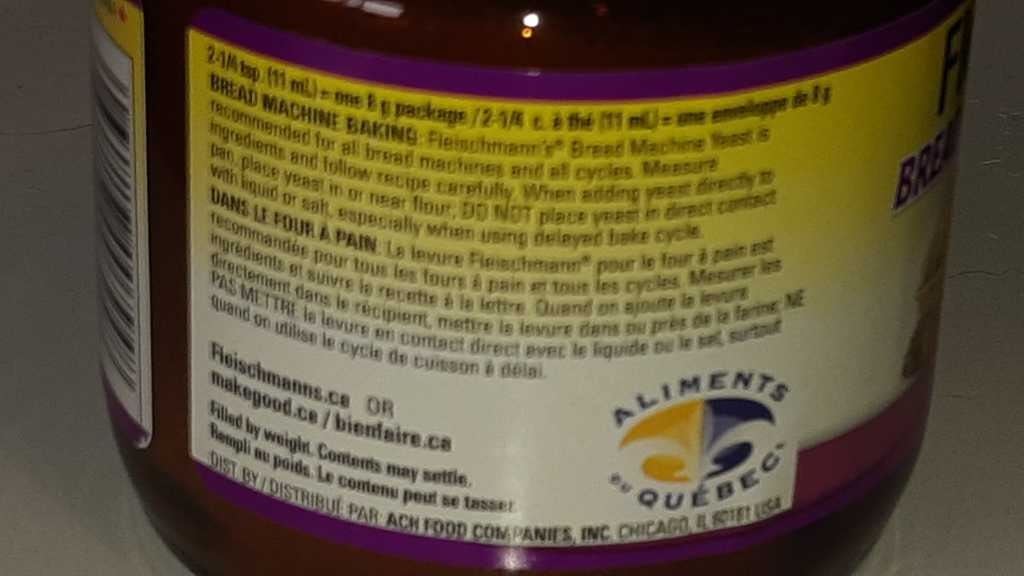 2-1/4 tsp. (11 mL) = one 8 g package / 2-1/4 c. à thé (11 mL) = une enveloppe de 8 g
BREAD MACHINE BAKING: Fleischmann's® Bread Machine Yeast is
recommended for all bread machines and all cycles. Measure
ingredients and follow recipe carefully. When adding yeast directly to
pan, place yeast in or near flour, DO NOT place yeast in direct contact
with liquid or salt, especially when using delayed bake cycle.
DANS LE FOUR À PAIN: La levure Fleischmann® pour le four à pain est
recommandée pour tous les fours à pain et tous les cycles. Mesurer les
ingrédients et suivre la recette à la lettre. Quand on ajoute la levure
directement dans le récipient, mettre la levure dans ou près de la farine; NE
PAS METTRE la levure en contact direct avec le liquide ou le sel, surtout
quand on utilise le cycle de cuisson à délai.
Fleischmanns.ca OR
makegood.ca / bienfaire.ca
Filled by weight. Contents may settle.
Rempli au poids. Le contenu peut se tasser.
DIST. BY / DISTRIBUÉ PAR: ACH FOOD COMPANIES, INC. CHICAGO, IL 60181 USA
ALIMENTS
DU QUÉBEC
BREA